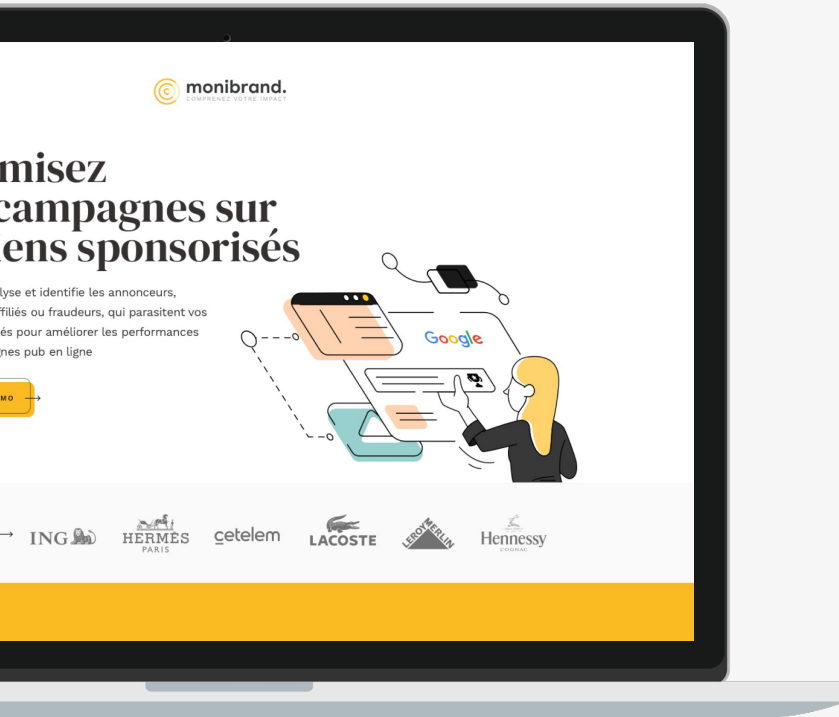 monibrand.
COMPRENEZ VOTRE IMPACT
misez
campagnes sur
iens sponsorisés
lyse et identifie les annonceurs,
ffiliés ou fraudeurs, qui parasitent vos
és pour améliorer les performances
gnes pub en ligne
MO
Google
ING
HERMÈS
PARIS
cetelem
LACOSTE
LEROY MERLIN
Hennessy
COGNAC